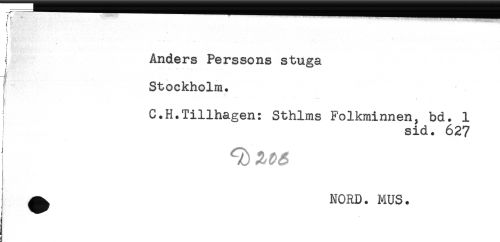 Anders Perssons stuga
Stockholm.
C.H.Tillhagen: Sthlms Folkminnen, bd. 1
sid. 627
D 208
NORD. MUS.